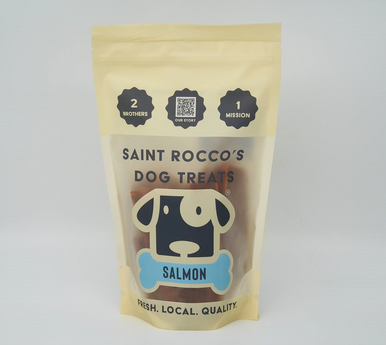 2
BROTHERS
OUR STORY
1
MISSION
SAINT ROCCO'S
DOG TREATS
SALMON
FRESH. LOCAL. QUALITY.